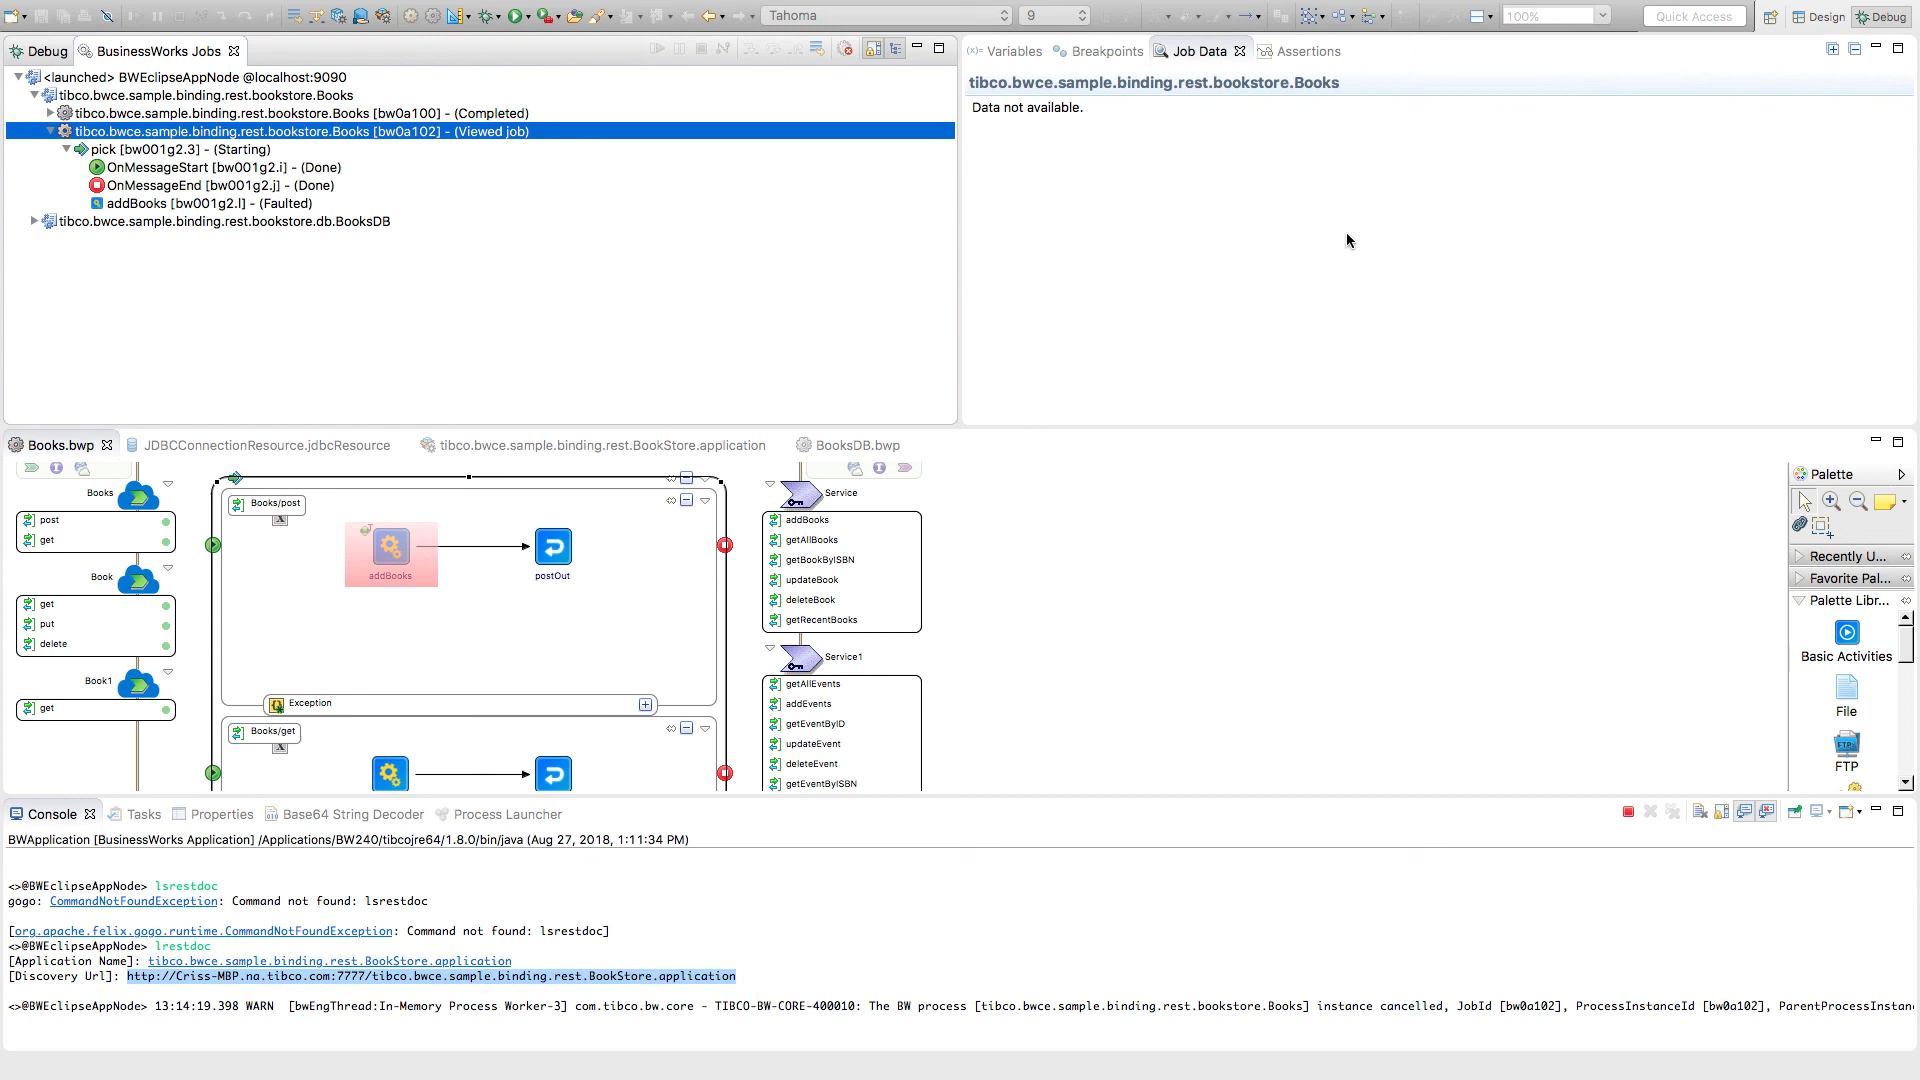 Tahoma
9
100%
Quick Access
Design
Debug
Debug
BusinessWorks Jobs
<launched> BWEclipseAppNode @localhost:9090
tibco.bwce.sample.binding.rest.bookstore.Books
tibco.bwce.sample.binding.rest.bookstore.Books [bw0a100] - (Completed)
tibco.bwce.sample.binding.rest.bookstore.Books [bw0a102] - (Viewed job)
pick [bw001g2.3] - (Starting)
OnMessageStart [bw001g2.i] - (Done)
OnMessageEnd [bw001g2.j] - (Done)
addBooks [bw001g2.l] - (Faulted)
tibco.bwce.sample.binding.rest.bookstore.db.BooksDB
(x)= Variables
Breakpoints
Job Data
Assertions
tibco.bwce.sample.binding.rest.bookstore.Books
Data not available.
Books.bwp
JDBCConnectionResource.jdbcResource
tibco.bwce.sample.binding.rest.BookStore.application
BooksDB.bwp
Books
post
get
Book
get
put
delete
Book1
get
Books/post
addBooks
postOut
Exception
Books/get
Service
addBooks
getAllBooks
getBookByISBN
updateBook
deleteBook
getRecentBooks
Service1
getAllEvents
addEvents
getEventByID
updateEvent
deleteEvent
getEventByISBN
Palette
Recently U...
Favorite Pal...
Palette Libr...
Basic Activities
File
FTP
FTP
Console
Tasks
Properties
Base64 String Decoder
Process Launcher
BWApplication [BusinessWorks Application] /Applications/BW240/tibcojre64/1.8.0/bin/java (Aug 27, 2018, 1:11:34 PM)
<>@BWEclipseAppNode> lsrestdoc
gogo: CommandNotFoundException: Command not found: lsrestdoc
[org.apache.felix.gogo.runtime.CommandNotFoundException: Command not found: lsrestdoc]
<>@BWEclipseAppNode> lrestdoc
[Application Name]: tibco.bwce.sample.binding.rest.BookStore.application
[Discovery Url]: http://Criss-MBP.na.tibco.com:7777/tibco.bwce.sample.binding.rest.BookStore.application
<>@BWEclipseAppNode> 13:14:19.398 WARN [bwEngThread:In-Memory Process Worker-3] com.tibco.bw.core - TIBCO-BW-CORE-400010: The BW process [tibco.bwce.sample.binding.rest.bookstore.Books] instance cancelled, JobId [bw0a102], ProcessInstanceId [bw0a102], ParentProcessInstan